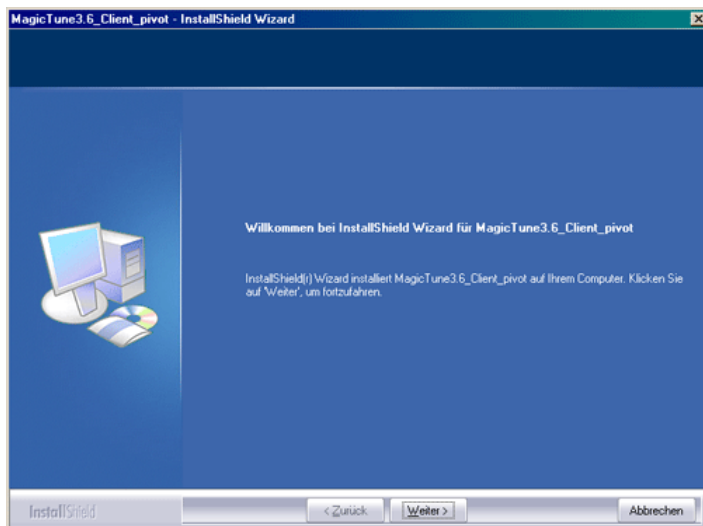 MagicTune3.6_Client_pivot - InstallShield Wizard
Willkommen bei InstallShield Wizard für MagicTune3.6_Client_pivot
InstallShield(r) Wizard installiert MagicTune3.6_Client_pivot auf Ihrem Computer. Klicken Sie
auf 'Weiter', um fortzufahren.
InstallShield
< Zurück
Weiter >
Abbrechen